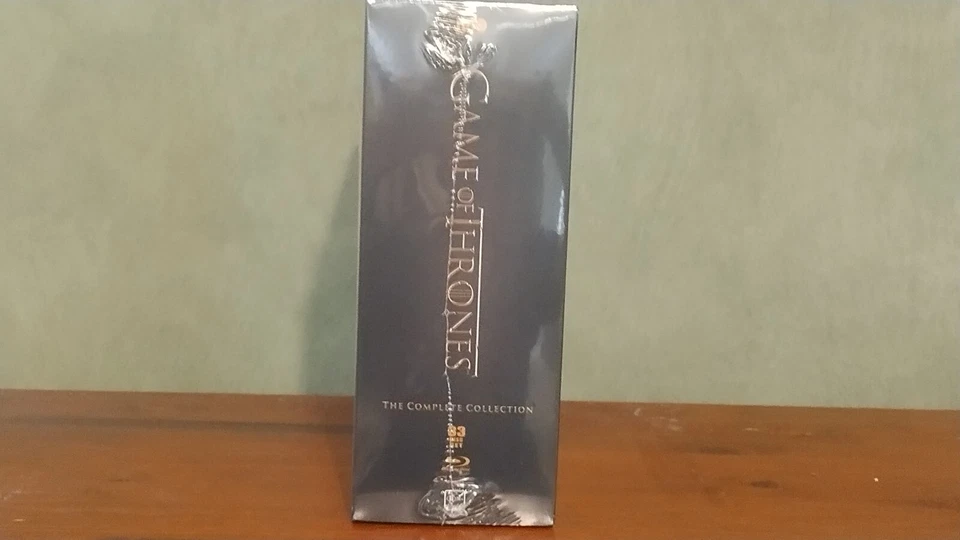 GAME OF THRONES
THE COMPLETE COLLECTION